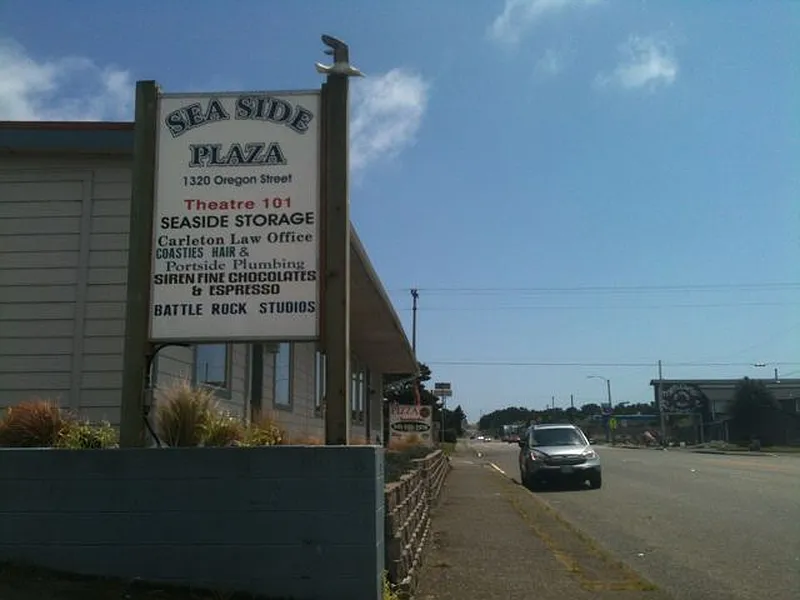 SEA SIDE
PLAZA
1320 Oregon Street
Theatre 101
SEASIDE STORAGE
Carleton Law Office
COASTIES HAIR &
Portside Plumbing
SIREN FINE CHOCOLATES
& ESPRESSO
BATTLE ROCK STUDIOS
PIZZA